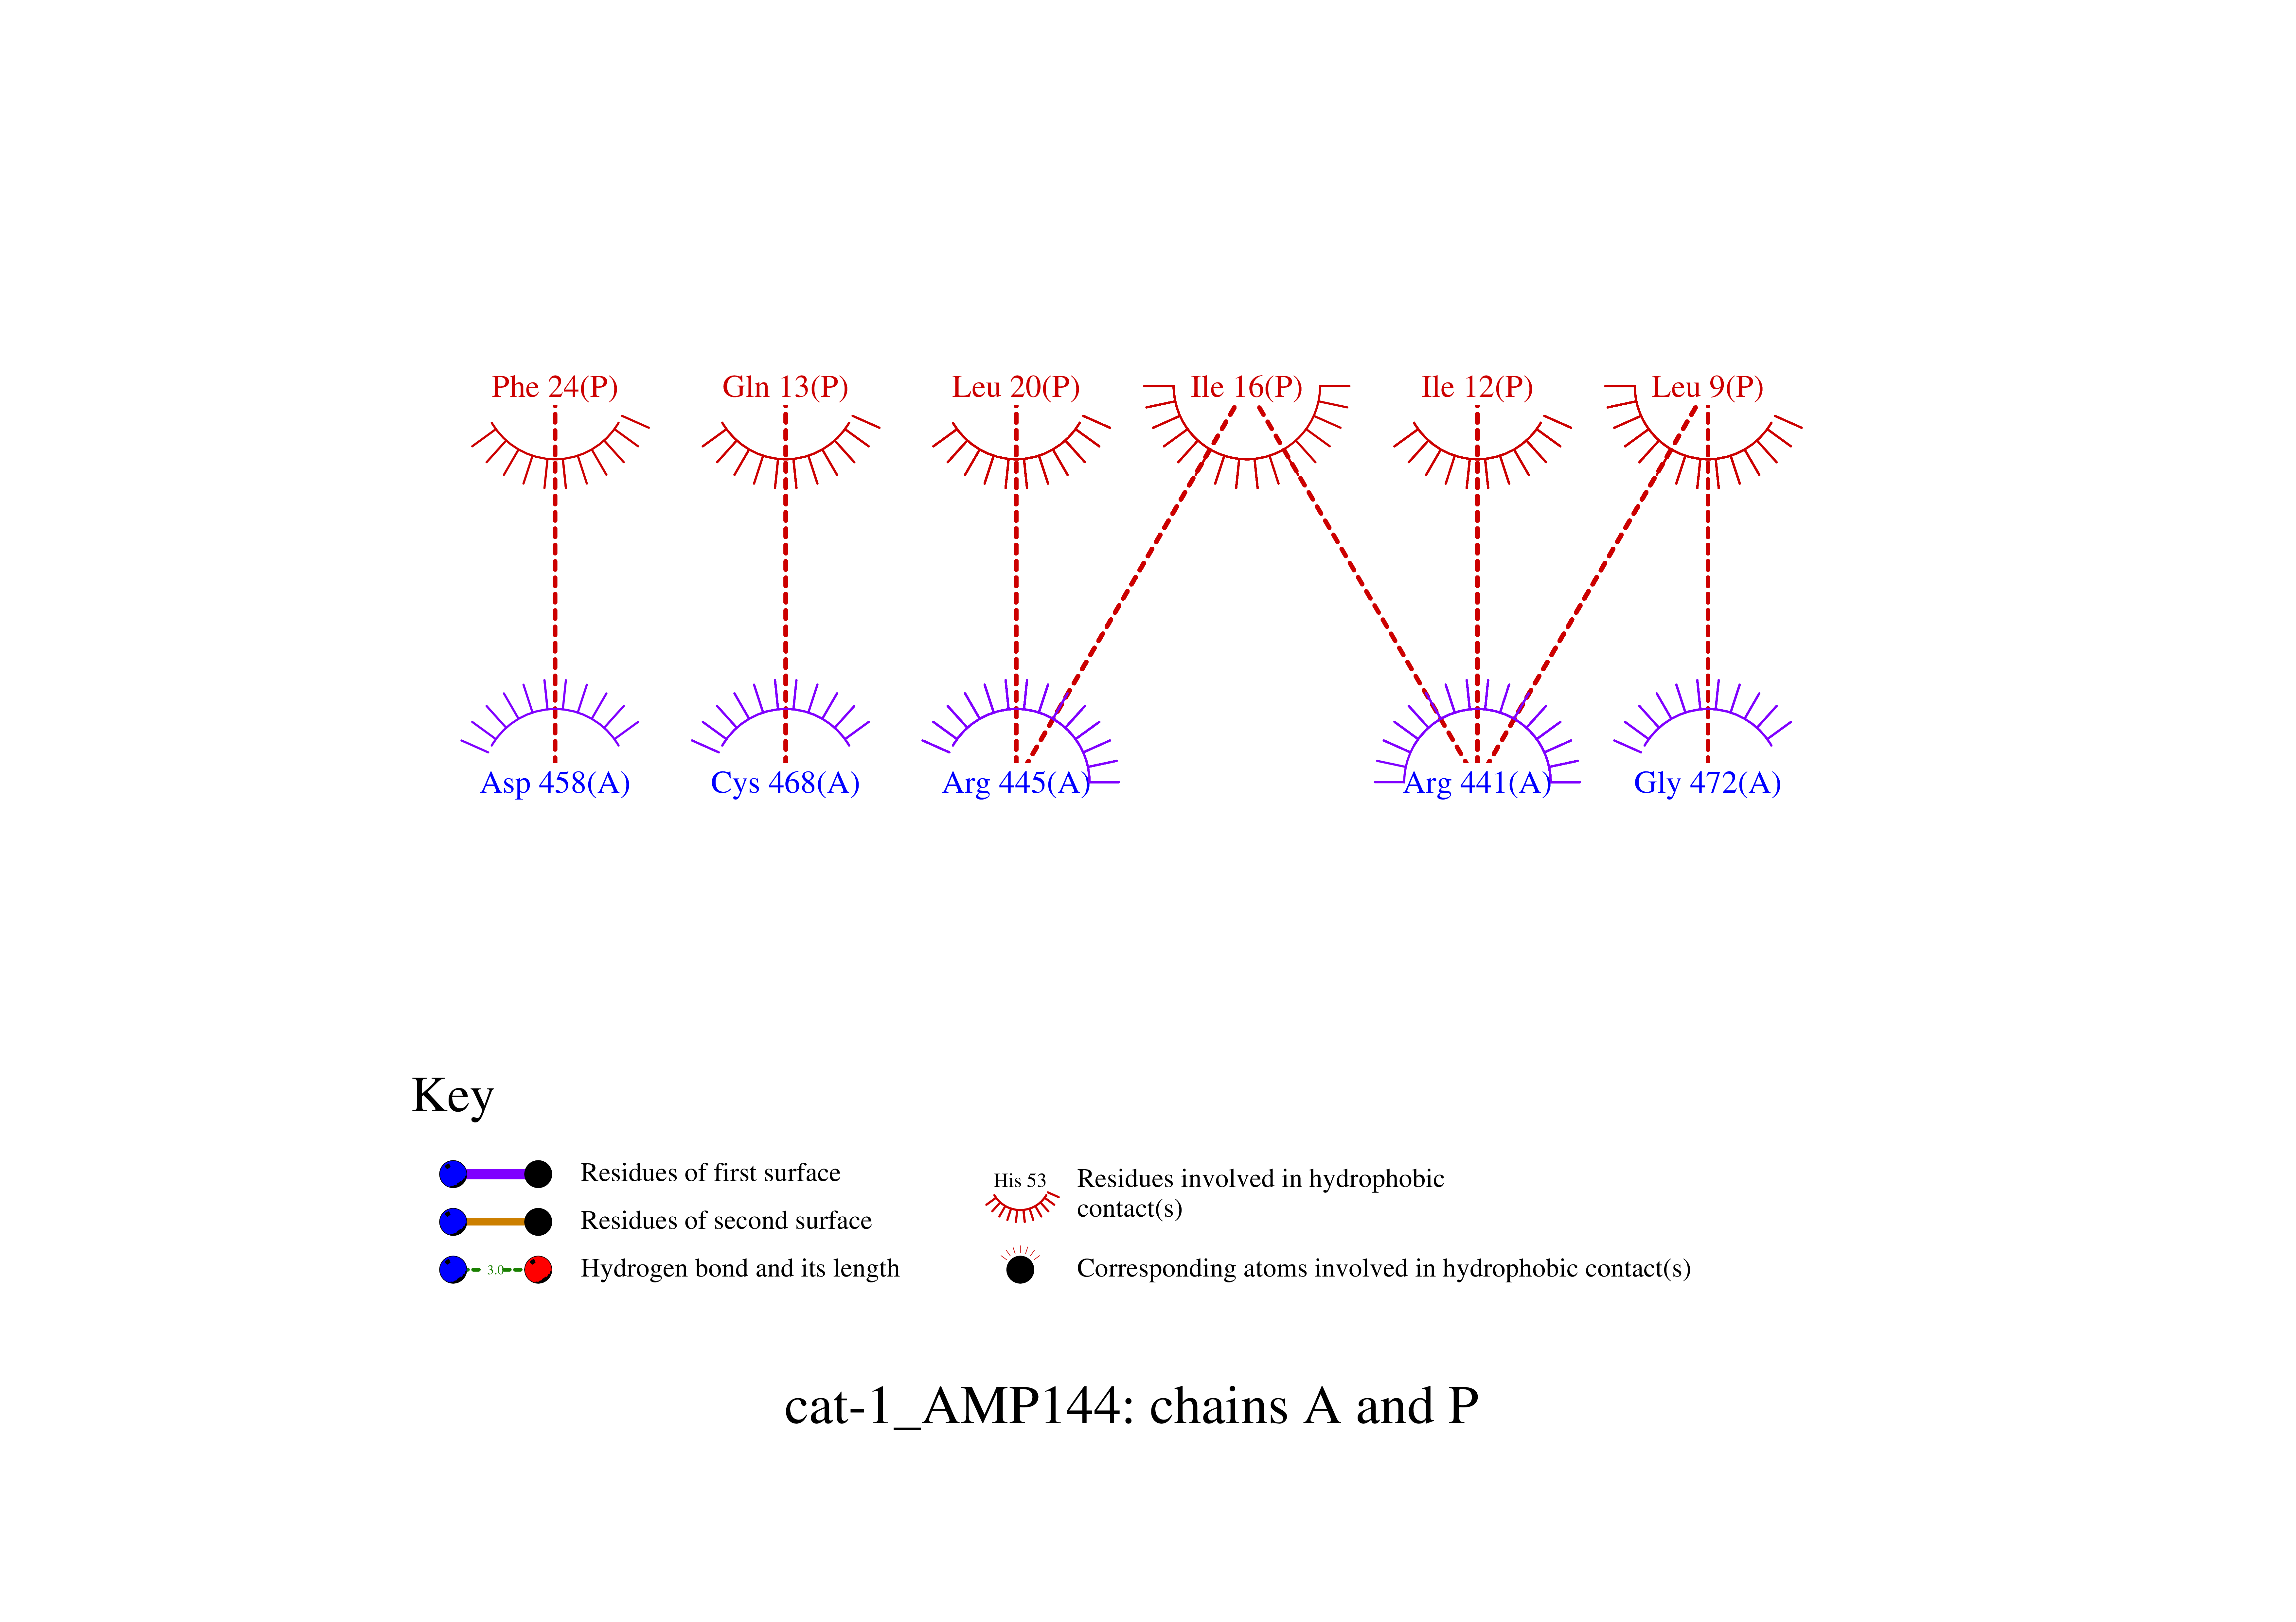 Phe 24(P) Gln 13(P) Leu 20(P) Ile 16(P) Ile 12(P) Leu 9(P)
Asp 458(A) Cys 468(A) Arg 445(A) Arg 441(A) Gly 472(A)
Key
Residues of first surface
Residues of second surface
3.0 Hydrogen bond and its length
His 53 Residues involved in hydrophobic
contact(s)
Corresponding atoms involved in hydrophobic contact(s)
cat-1_AMP144: chains A and P